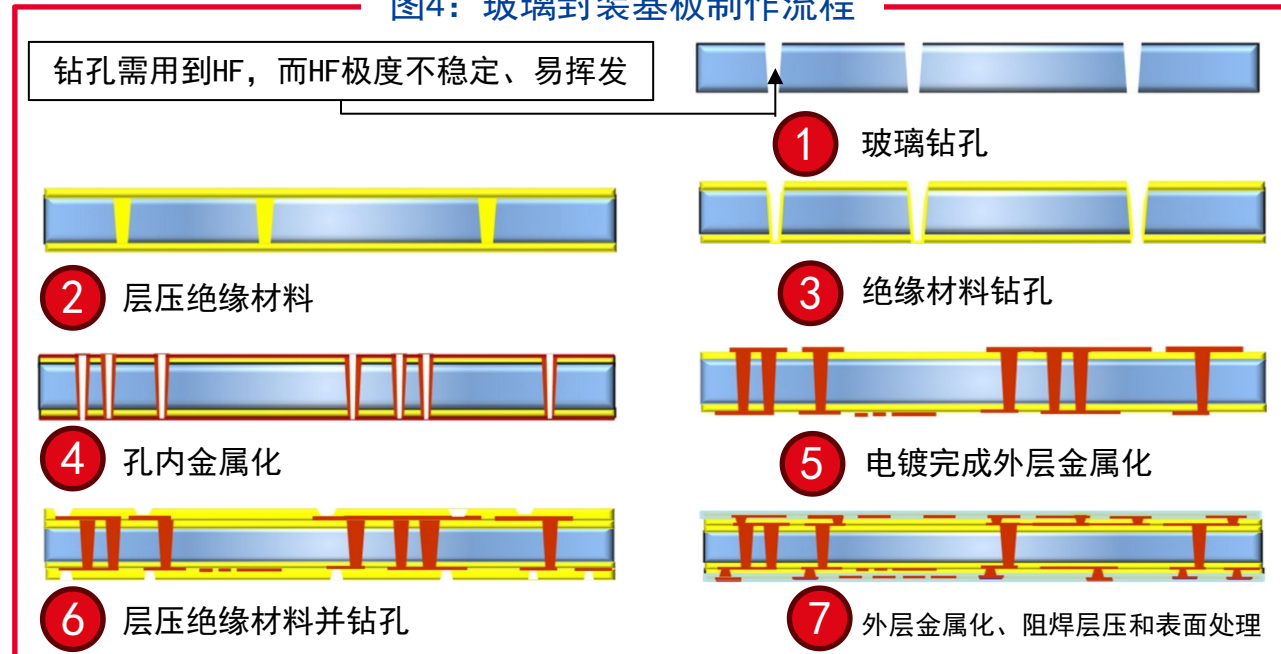 图4：玻璃封装基板制作流程
钻孔需用到HF，而HF极度不稳定、易挥发
1 玻璃钻孔
2 层压绝缘材料
3 绝缘材料钻孔
4 孔内金属化
5 电镀完成外层金属化
6 层压绝缘材料并钻孔
7 外层金属化、阻焊层压和表面处理